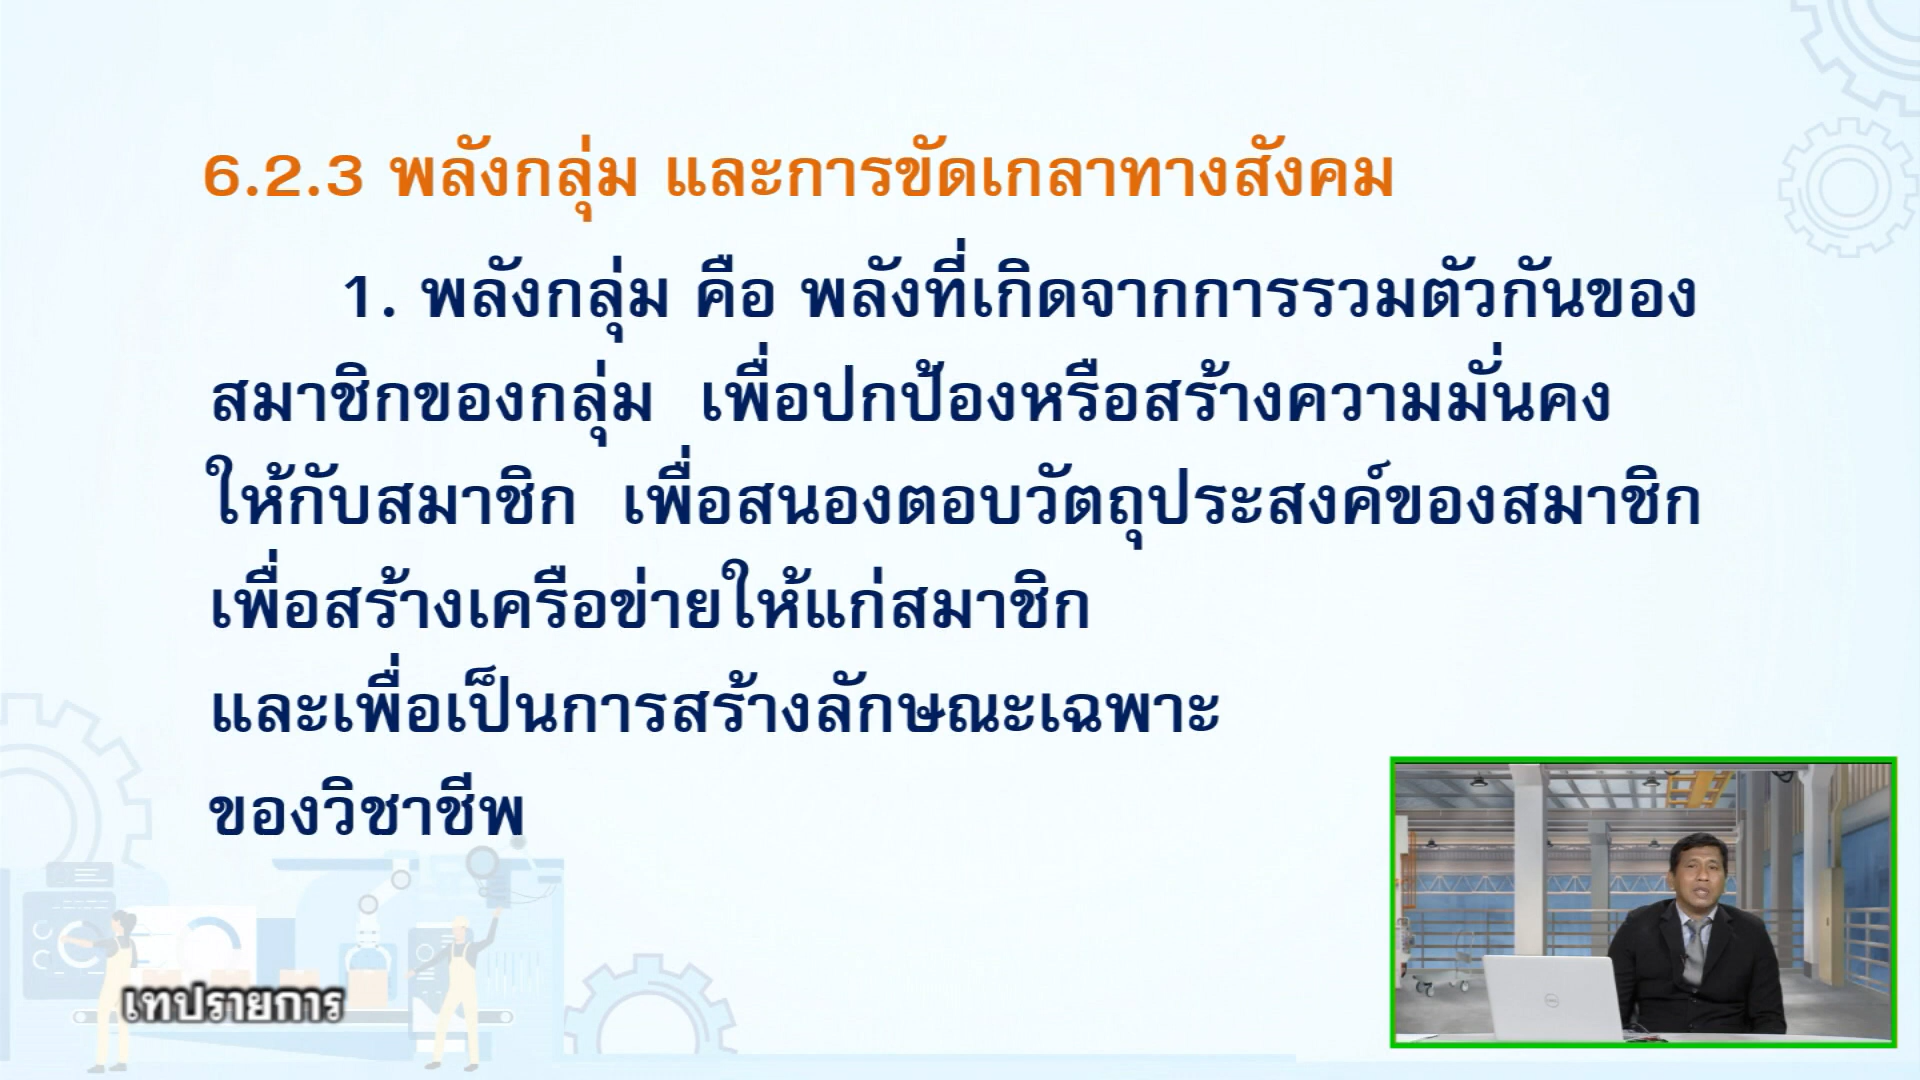 6.2.3 พลังกลุ่ม และการขัดเกลาทางสังคม
1. พลังกลุ่ม คือ พลังที่เกิดจากการรวมตัวกันของ
สมาชิกของกลุ่ม เพื่อปกป้องหรือสร้างความมั่นคง
ให้กับสมาชิก เพื่อสนองตอบวัตถุประสงค์ของสมาชิก
เพื่อสร้างเครือข่ายให้แก่สมาชิก
และเพื่อเป็นการสร้างลักษณะเฉพาะ
ของวิชาชีพ
เทปรายการ